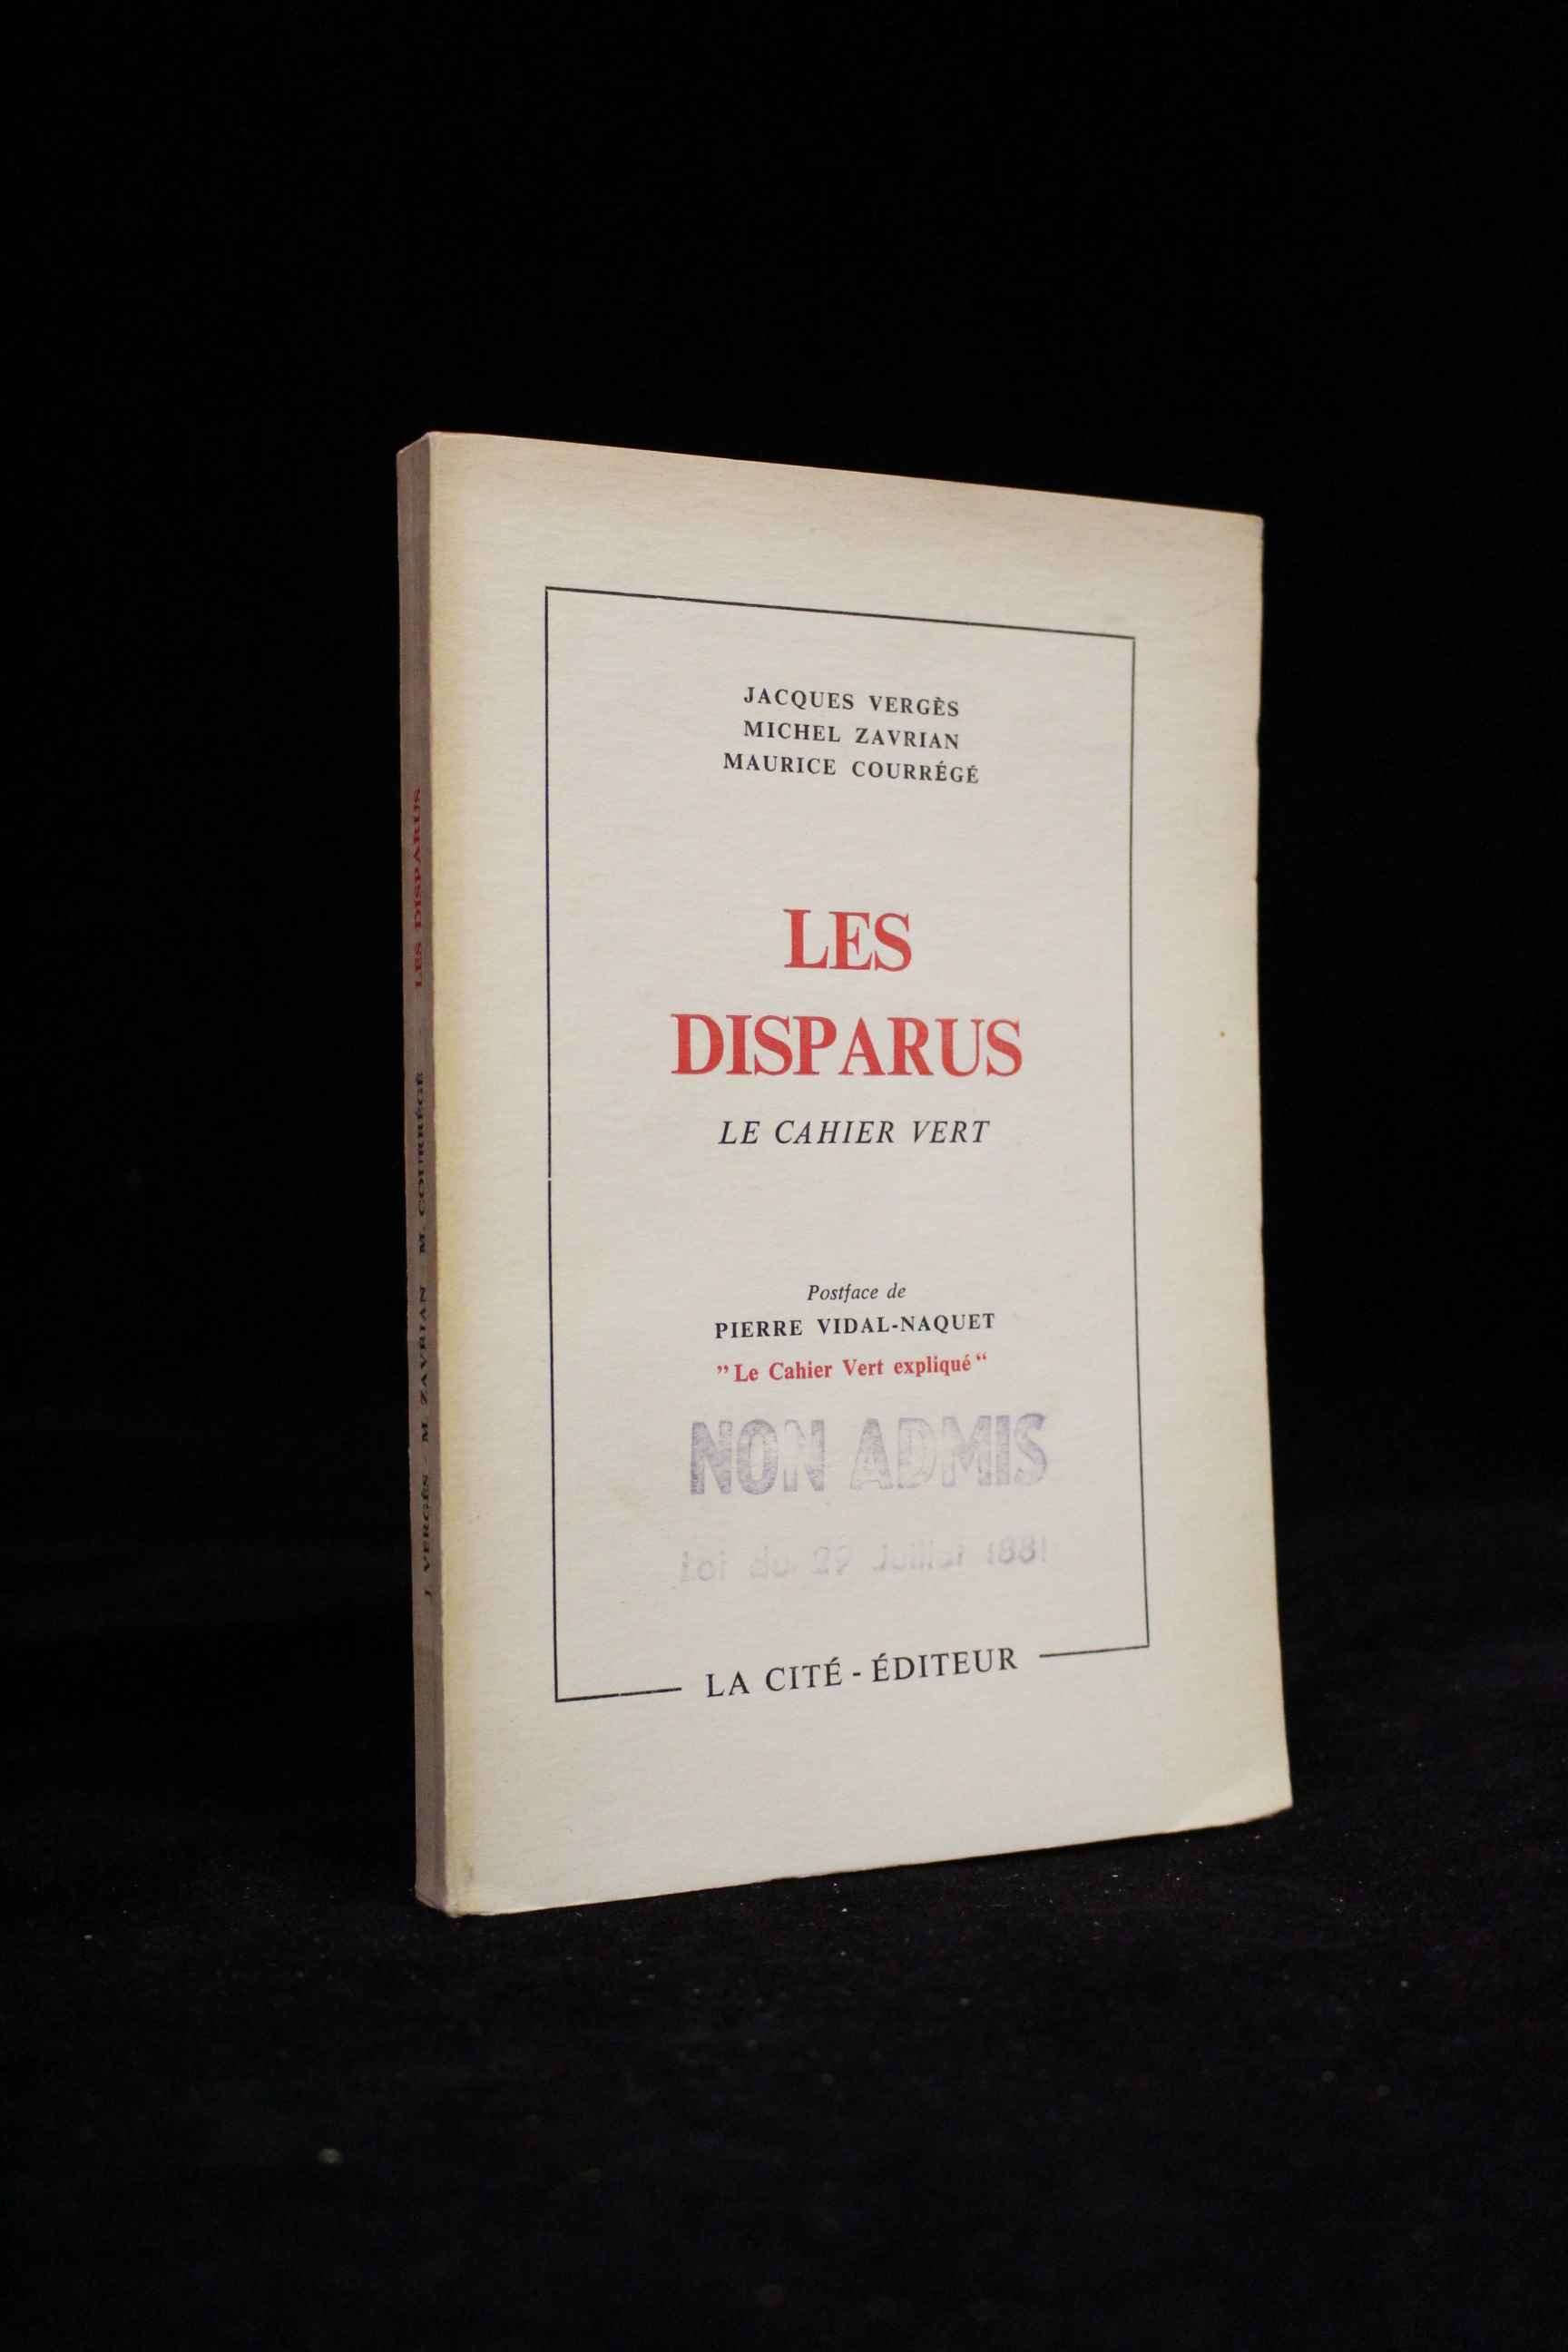 JACQUES VERGÈS
MICHEL ZAVRIAN
MAURICE COURRÉGÉ
LES
DISPARUS
LE CAHIER VERT
Postface de
PIERRE VIDAL-NAQUET
”Le Cahier Vert expliqué“
NON ADMIS
Loi du 29 Juillet 1881
LA CITÉ - ÉDITEUR
J. VERGÈS - M. ZAVRIAN M. COURRÉGÉ LES DISPARUS